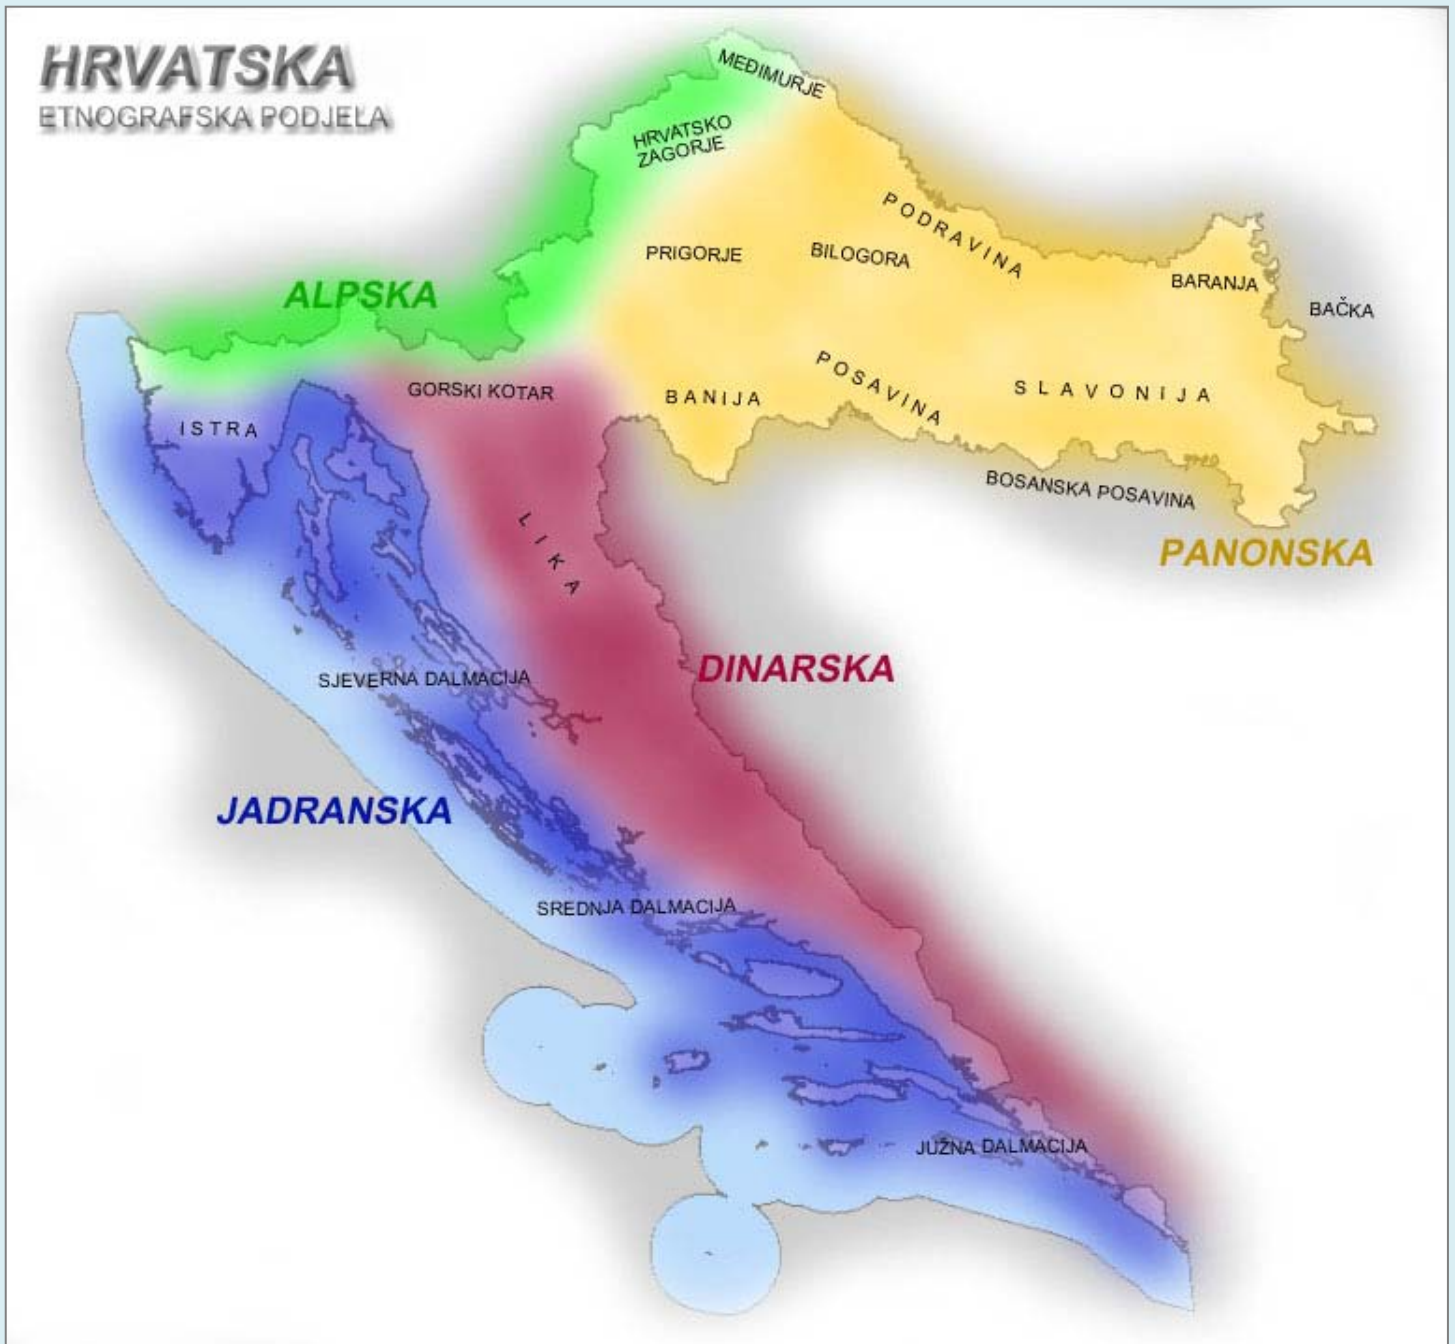 HRVATSKA
ETNOGRAFSKA PODJELA
MEĐIMURJE
HRVATSKO
ZAGORJE
PODRAVINA
PRIGORJE
BILOGORA
BARANJA
ALPSKA
BAČKA
GORSKI KOTAR
BANIJA
POSAVINA
SLAVONIJA
ISTRA
BOSANSKA POSAVINA
LIKA
PANONSKA
DINARSKA
SJEVERNA DALMACIJA
JADRANSKA
SREDNJA DALMACIJA
JUŽNA DALMACIJA